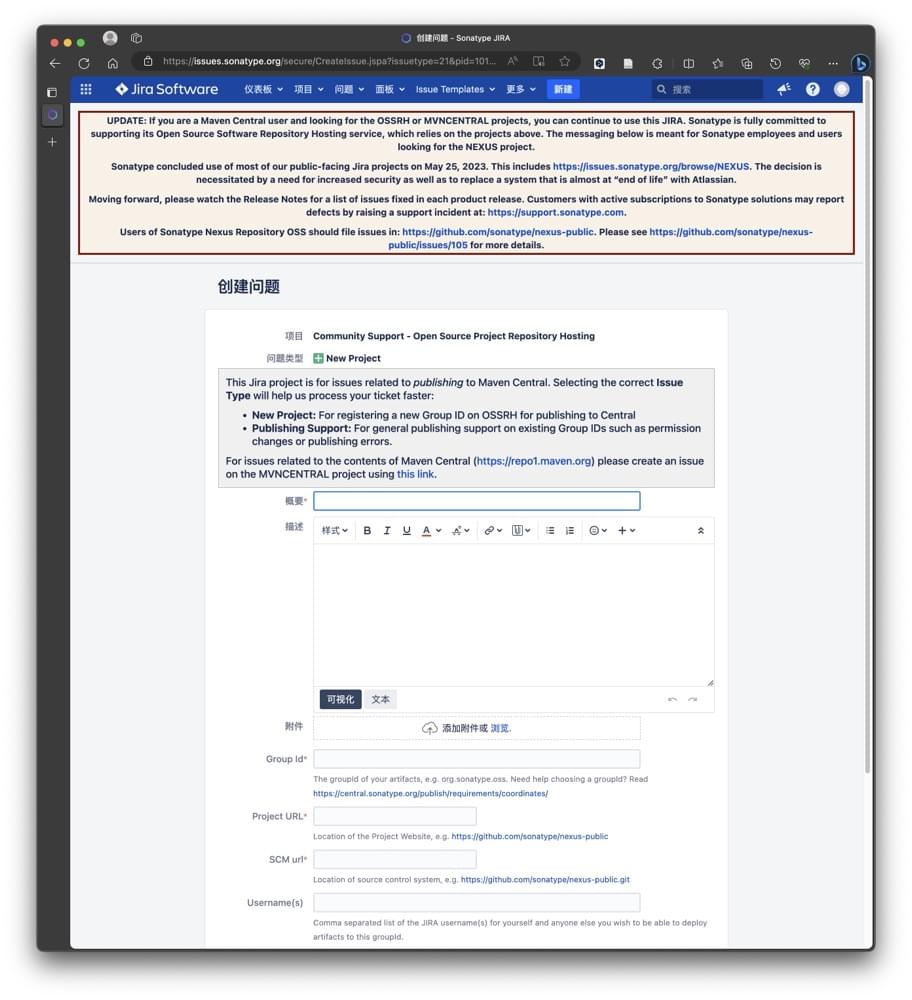 创建问题 - Sonatype JIRA
https://issues.sonatype.org/secure/CreateIssue.jspa?issuetype=21&pid=101...
Jira Software 仪表板 项目 问题 面板 Issue Templates 更多 新建 搜索
UPDATE: If you are a Maven Central user and looking for the OSSRH or MVNCENTRAL projects, you can continue to use this JIRA. Sonatype is fully committed to
supporting its Open Source Software Repository Hosting service, which relies on the projects above. The messaging below is meant for Sonatype employees and users
looking for the NEXUS project.
Sonatype concluded use of most of our public-facing Jira projects on May 25, 2023. This includes https://issues.sonatype.org/browse/NEXUS. The decision is
necessitated by a need for increased security as well as to replace a system that is almost at “end of life” with Atlassian.
Moving forward, please watch the Release Notes for a list of issues fixed in each product release. Customers with active subscriptions to Sonatype solutions may report
defects by raising a support incident at: https://support.sonatype.com.
Users of Sonatype Nexus Repository OSS should file issues in: https://github.com/sonatype/nexus-public. Please see https://github.com/sonatype/nexus-
public/issues/105 for more details.
创建问题
项目 Community Support - Open Source Project Repository Hosting
问题类型 New Project
This Jira project is for issues related to publishing to Maven Central. Selecting the correct Issue
Type will help us process your ticket faster:
• New Project: For registering a new Group ID on OSSRH for publishing to Central
• Publishing Support: For general publishing support on existing Group IDs such as permission
changes or publishing errors.
For issues related to the contents of Maven Central (https://repo1.maven.org) please create an issue
on the MVNCENTRAL project using this link.
概要*
描述 样式 B I U A
可视化 文本
附件 添加附件或 浏览.
Group Id*
The groupId of your artifacts, e.g. org.sonatype.oss. Need help choosing a groupId? Read
https://central.sonatype.org/publish/requirements/coordinates/
Project URL*
Location of the Project Website, e.g. https://github.com/sonatype/nexus-public
SCM url*
Location of source control system, e.g. https://github.com/sonatype/nexus-public.git
Username(s)
Comma separated list of the JIRA username(s) for yourself and anyone else you wish to be able to deploy
artifacts to this groupId.